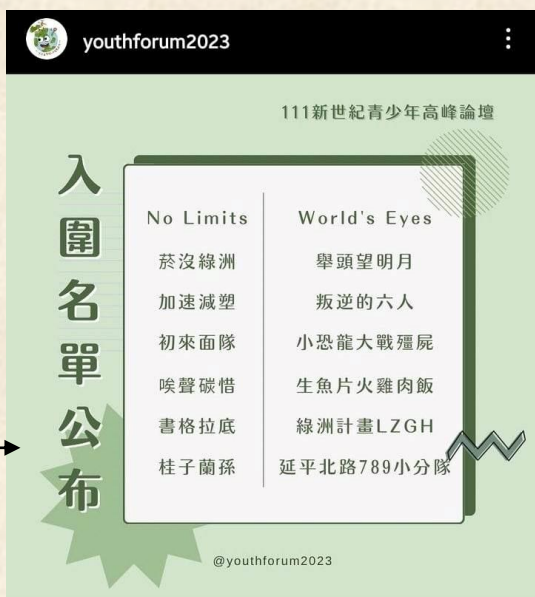 youthforum2023
111新世紀青少年高峰論壇
入圍名單公布
No Limits
菸沒綠洲
加速減塑
初來面隊
唉聲碳惜
書格拉底
桂子蘭孫
World's Eyes
舉頭望明月
叛逆的六人
小恐龍大戰殭屍
生魚片火雞肉飯
綠洲計畫LZGH
延平北路789小分隊
@youthforum2023